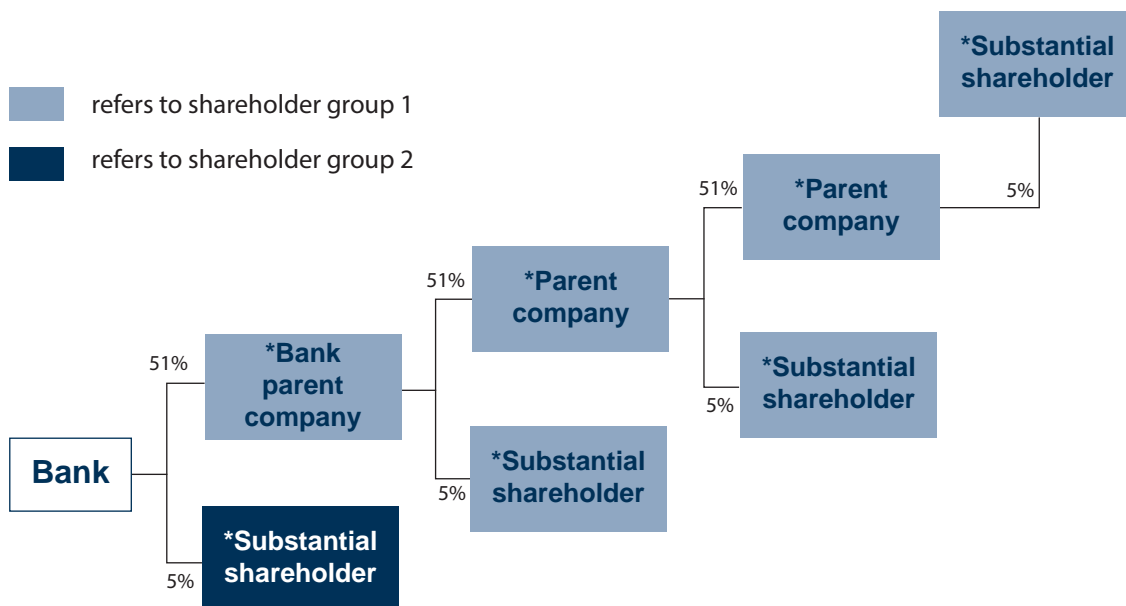 *Substantial
shareholder
refers to shareholder group 1
refers to shareholder group 2
51%
*Parent
company
5%
51%
*Parent
company
51%
*Bank
parent
company
*Substantial
shareholder
5%
Bank
*Substantial
shareholder
5%
*Substantial
shareholder
5%